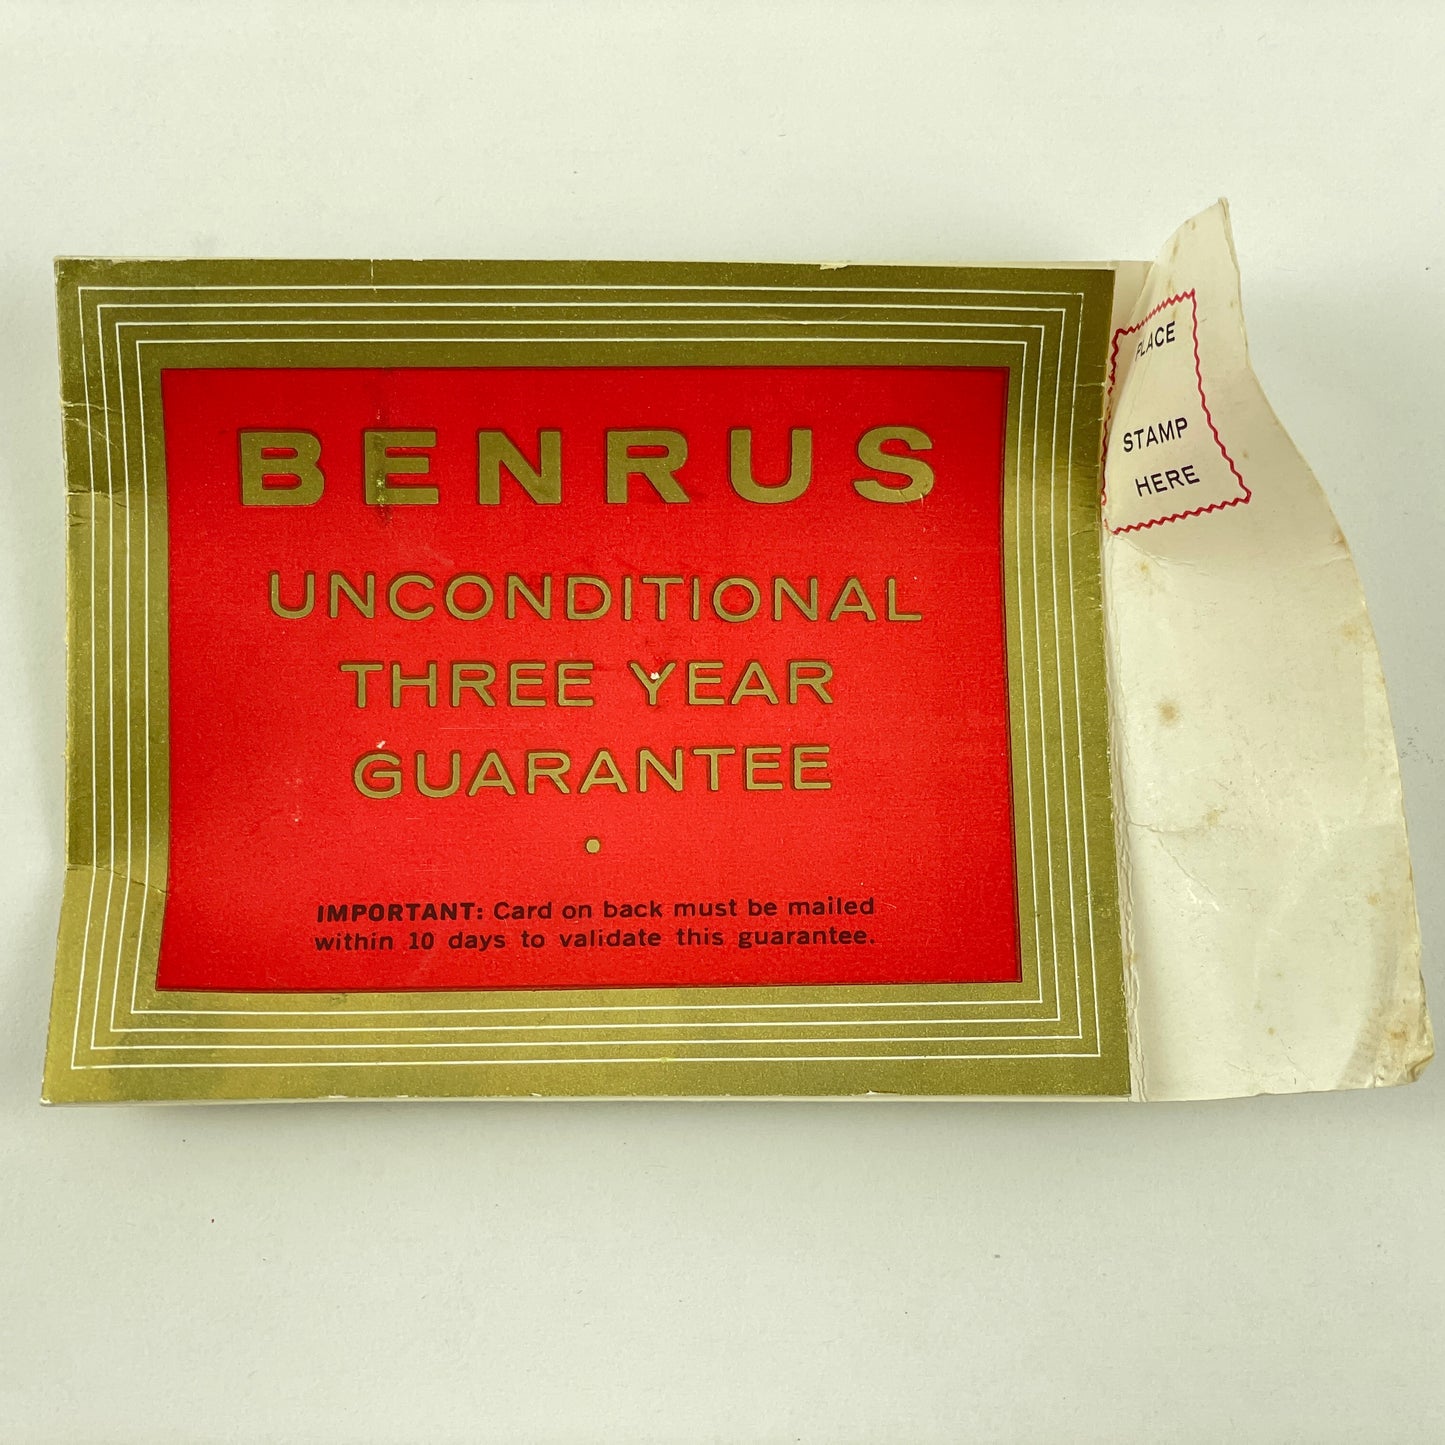 BENRUS
UNCONDITIONAL
THREE YEAR
GUARANTEE
•
IMPORTANT: Card on back must be mailed
within 10 days to validate this guarantee.
PLACE
STAMP
HERE